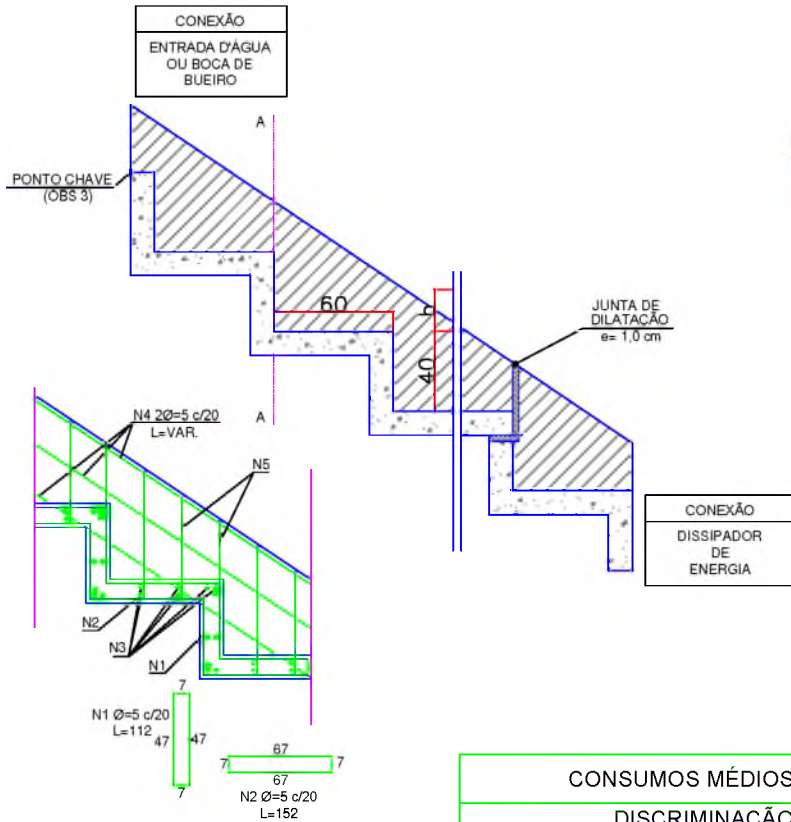 CONEXÃO
ENTRADA D'ÁGUA
OU BOCA DE
BUEIRO
A
PONTO CHAVE
(OBS 3)
60
h
40
JUNTA DE
DILATAÇÃO
e= 1,0 cm
A
N4 2Ø=5 c/20
L=VAR.
N5
CONEXÃO
DISSIPADOR
DE
ENERGIA
N2
N3
N1
7
N1 Ø=5 c/20
L=112
47
47
7
67
7
7
67
N2 Ø=5 c/20
L=152
CONSUMOS MÉDIOS
DISCRIMINAÇÃO